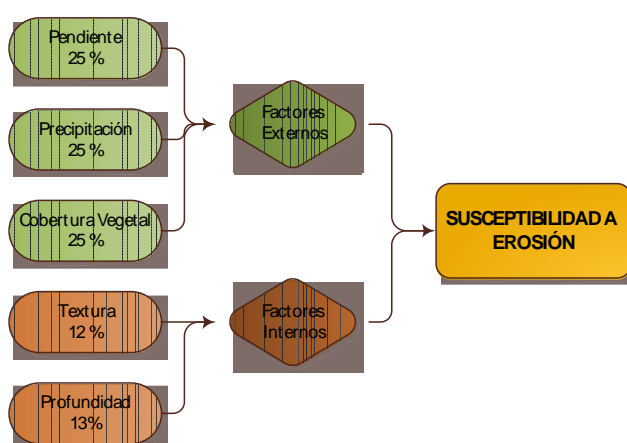 Pendiente
25 %
Precipitación
25 %
Cobertura Vegetal
25 %
Textura
12 %
Profundidad
13%
Factores
Externos
Factores
Internos
SUSCEPTIBILIDAD A
EROSIÓN